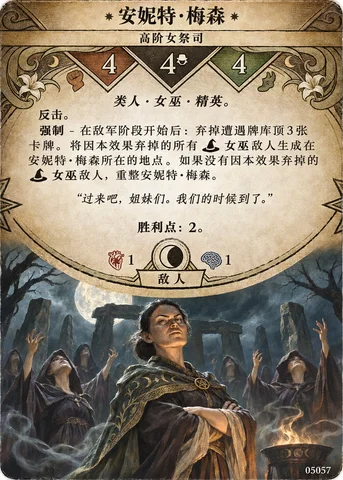 安妮特·梅森
高阶女祭司
4 4 4
类人·女巫·精英。
反击。
强制 – 在敌军阶段开始后：弃掉遭遇牌库顶3张
卡牌。将因本效果弃掉的所有 女巫敌人生成在
安妮特·梅森所在的地点。如果没有因本效果弃掉的
女巫敌人，重整安妮特·梅森。
“过来吧，姐妹们。我们的时候到了。”
胜利点：2。
1 1
敌人
05057